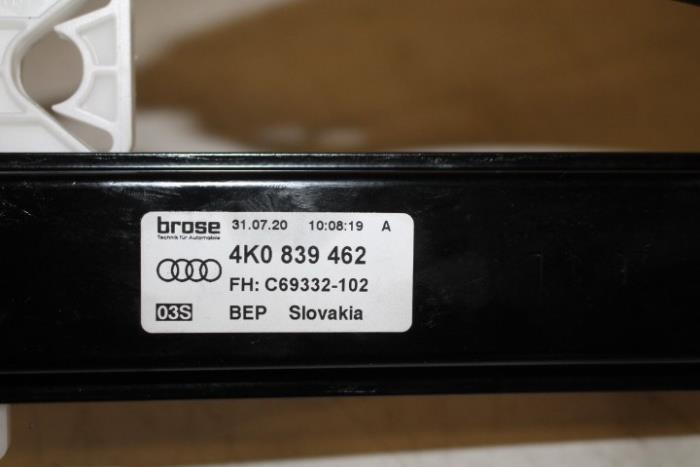 brose 31.07.20 10:08:19 A
Technik für Automobile
4K0 839 462
FH: C69332-102
03S BEP Slovakia